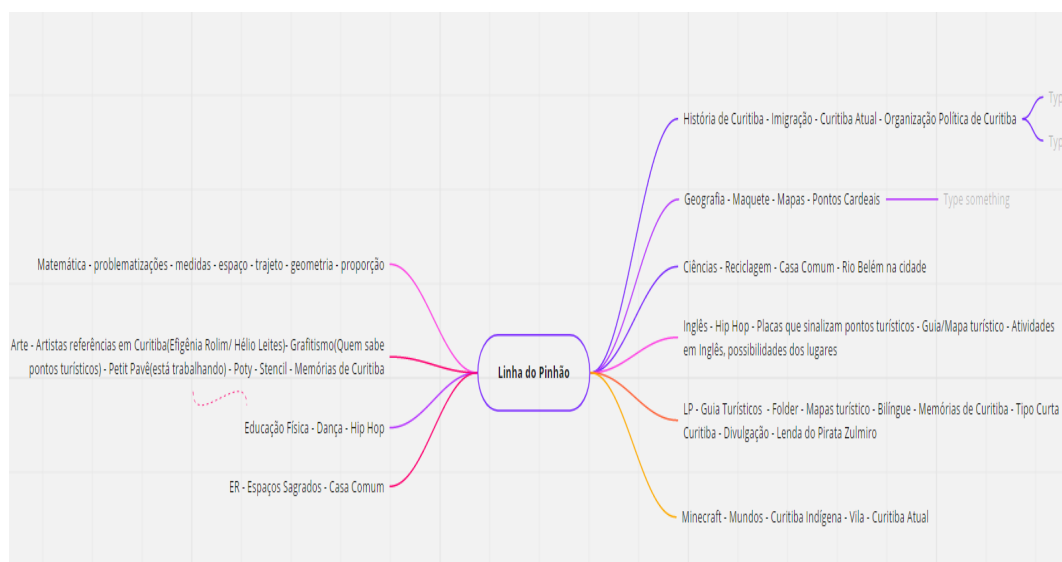 Typ
História de Curitiba - Imigração - Curitiba Atual - Organização Política de Curitiba
Typ
Geografia - Maquete - Mapas - Pontos Cardeais
Type something
Matemática - problematizações - medidas - espaço - trajeto - geometria - proporção
Ciências - Reciclagem - Casa Comum - Rio Belém na cidade
Inglês - Hip Hop - Placas que sinalizam pontos turísticos - Guia/Mapa turístico - Atividades
em Inglês, possibilidades dos lugares
Arte - Artistas referências em Curitiba(Efigênia Rolim/ Hélio Leites)- Grafitismo(Quem sabe
pontos turísticos) - Petit Pavê(está trabalhando) - Poty - Stencil - Memórias de Curitiba
Linha do Pinhão
LP - Guia Turísticos - Folder - Mapas turístico - Bilíngue - Memórias de Curitiba - Tipo Curta
Curitiba - Divulgação - Lenda do Pirata Zulmiro
Educação Física - Dança - Hip Hop
ER - Espaços Sagrados - Casa Comum
Minecraft - Mundos - Curitiba Indígena - Vila - Curitiba Atual